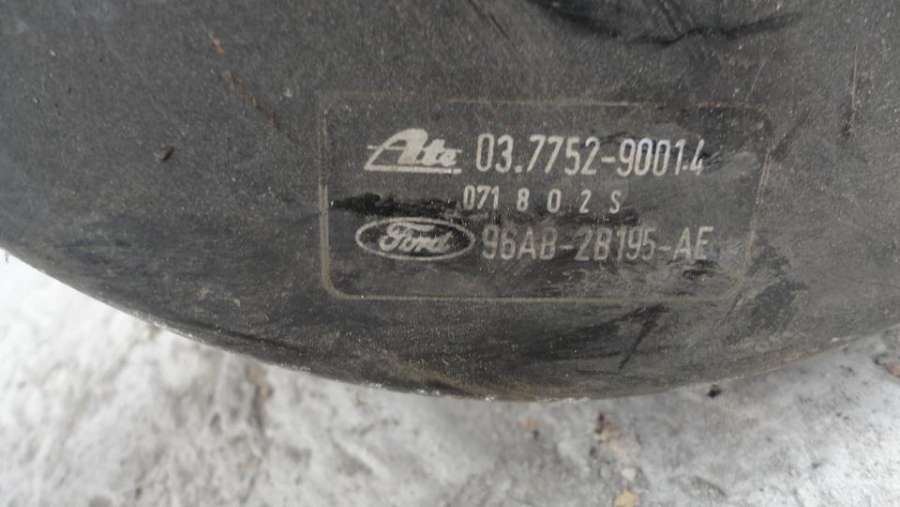 Ate 03.7752-9001.4
071 8 0 2 S
Ford 96AB-2B195-AE